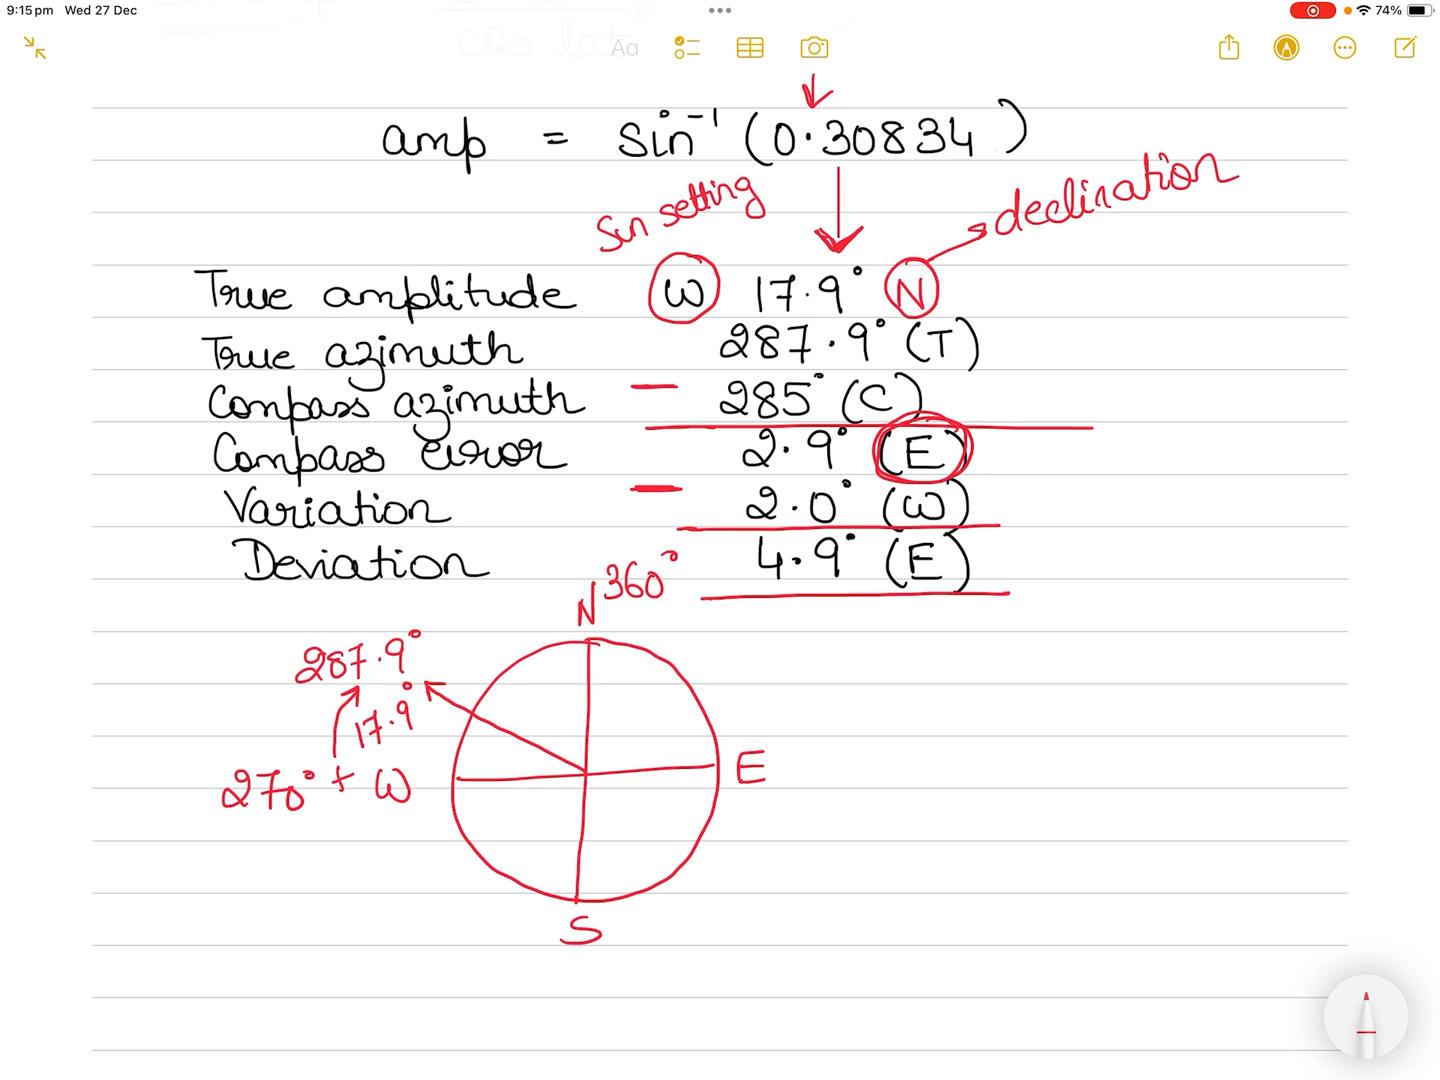 9:15 pm Wed 27 Dec
74%
cos lat
Aa
amp = sin⁻¹ (0.30834)
Sun setting
declination
True amplitude W 17.9° N
True azimuth 287.9° (T)
Compass azimuth — 285° (C)
Compass error 2.9° (E)
Variation — 2.0° (W)
Deviation 4.9° (E)
N 360°
287.9°
17.9°
270° + W
E
S